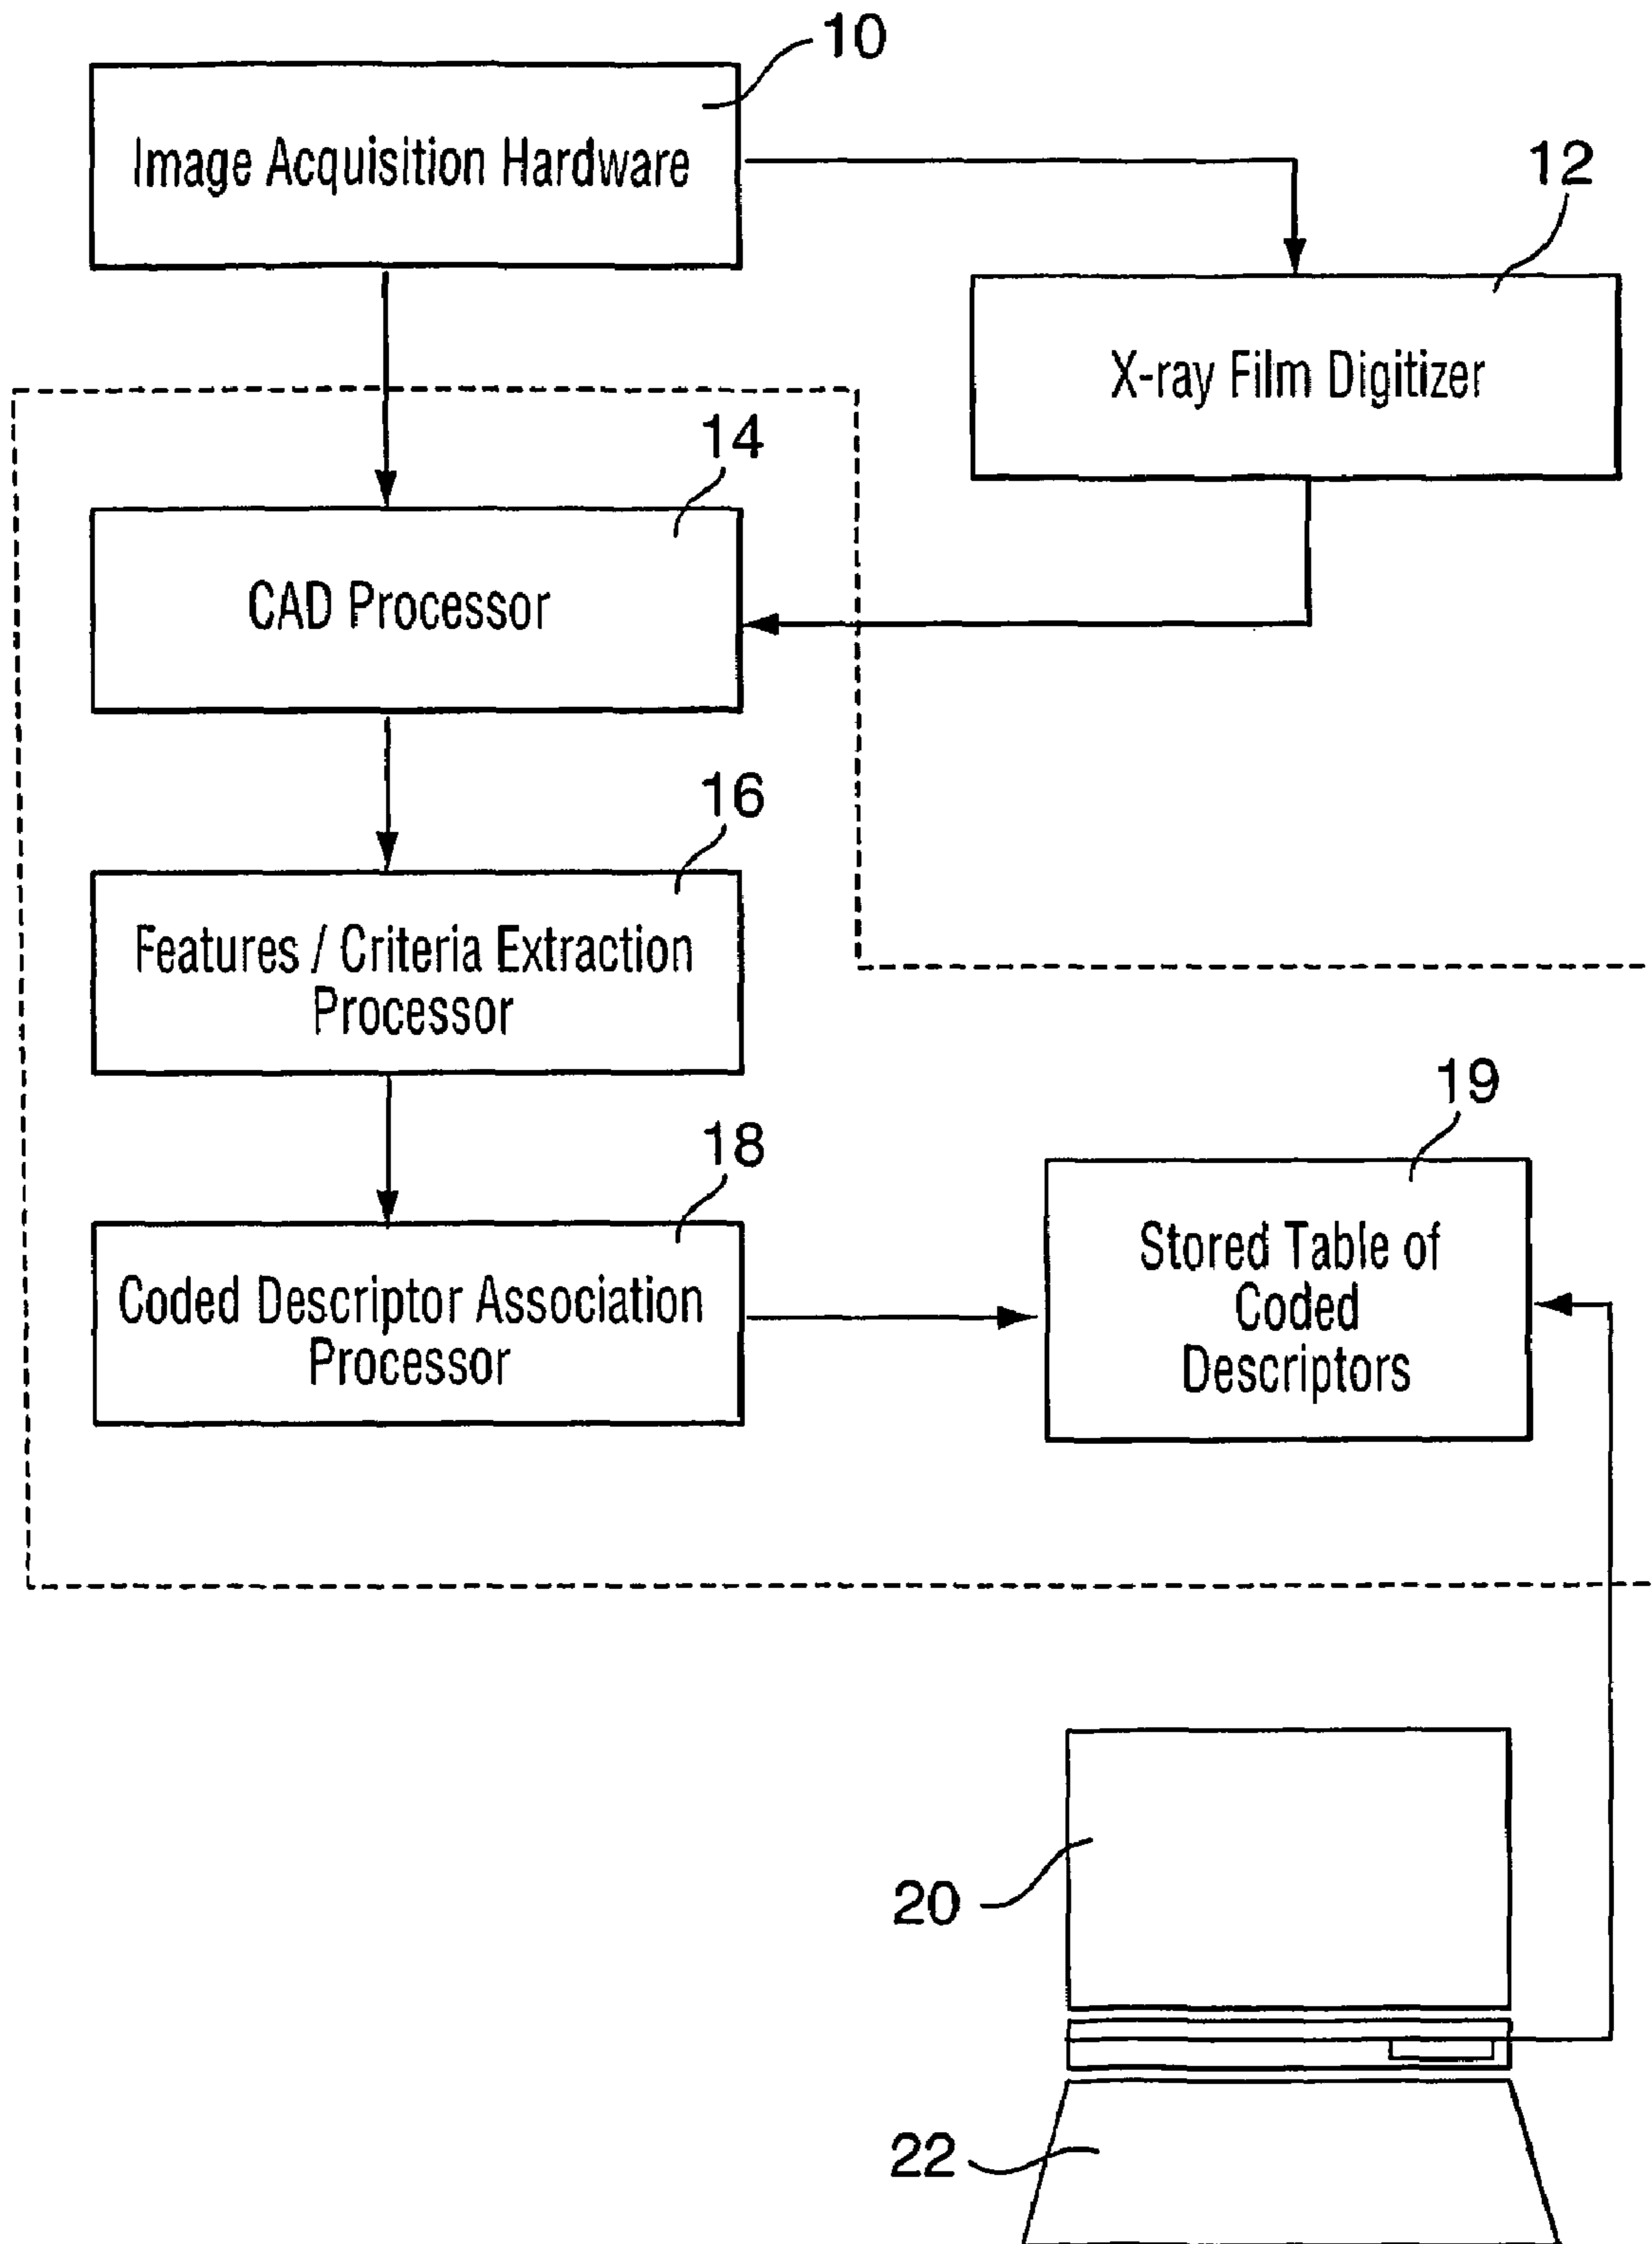 10
Image Acquisition Hardware
12
X-ray Film Digitizer
14
CAD Processor
16
Features / Criteria Extraction
Processor
18
Coded Descriptor Association
Processor
19
Stored Table of
Coded
Descriptors
20
22